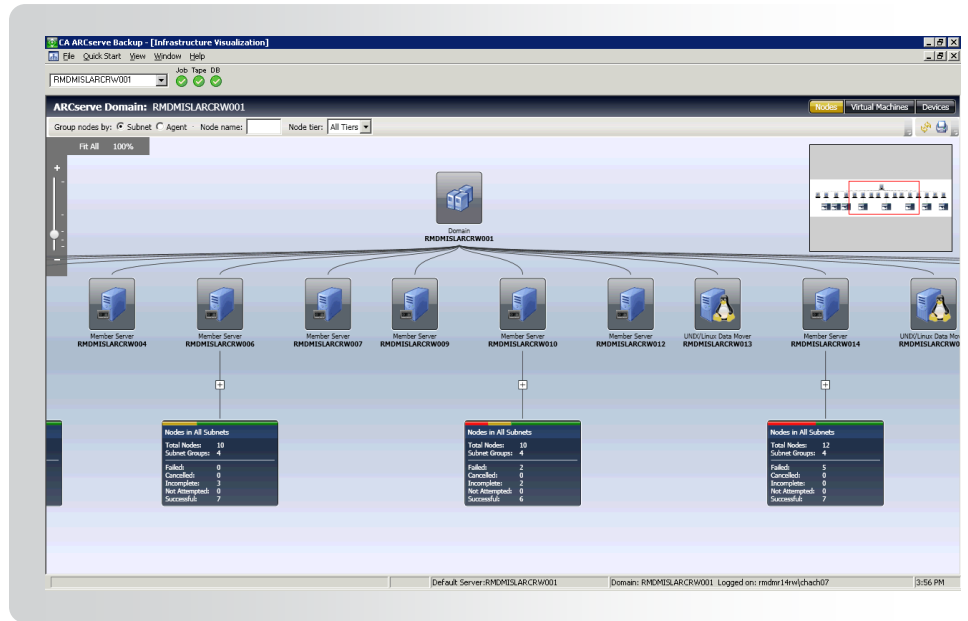 CA ARCserve Backup - [Infrastructure Visualization]
File Quick Start View Window Help
Job Tape DB
RMDMISLARCRW001
ARCserve Domain: RMDMISLARCRW001
Nodes Virtual Machines Devices
Group nodes by: Subnet Agent Node name: Node tier: All Tiers
Fit All 100%
Domain
RMDMISLARCRW001
Member Server
RMDMISLARCRW004
Member Server
RMDMISLARCRW006
Member Server
RMDMISLARCRW007
Member Server
RMDMISLARCRW009
Member Server
RMDMISLARCRW010
Member Server
RMDMISLARCRW012
UNIX/Linux Data Mover
RMDMISLARCRW013
Member Server
RMDMISLARCRW014
UNIX/Linux Data Mo
RMDMISLARCRW0
Nodes in All Subnets
Total Nodes: 10
Subnet Groups: 4
Failed: 0
Cancelled: 0
Incomplete: 3
Not Attempted: 0
Successful: 7
Nodes in All Subnets
Total Nodes: 10
Subnet Groups: 4
Failed: 2
Cancelled: 0
Incomplete: 2
Not Attempted: 0
Successful: 6
Nodes in All Subnets
Total Nodes: 12
Subnet Groups: 4
Failed: 5
Cancelled: 0
Incomplete: 0
Not Attempted: 0
Successful: 7
Default Server:RMDMISLARCRW001
Domain: RMDMISLARCRW001 Logged on: rmdmr14rw\chach07
3:56 PM